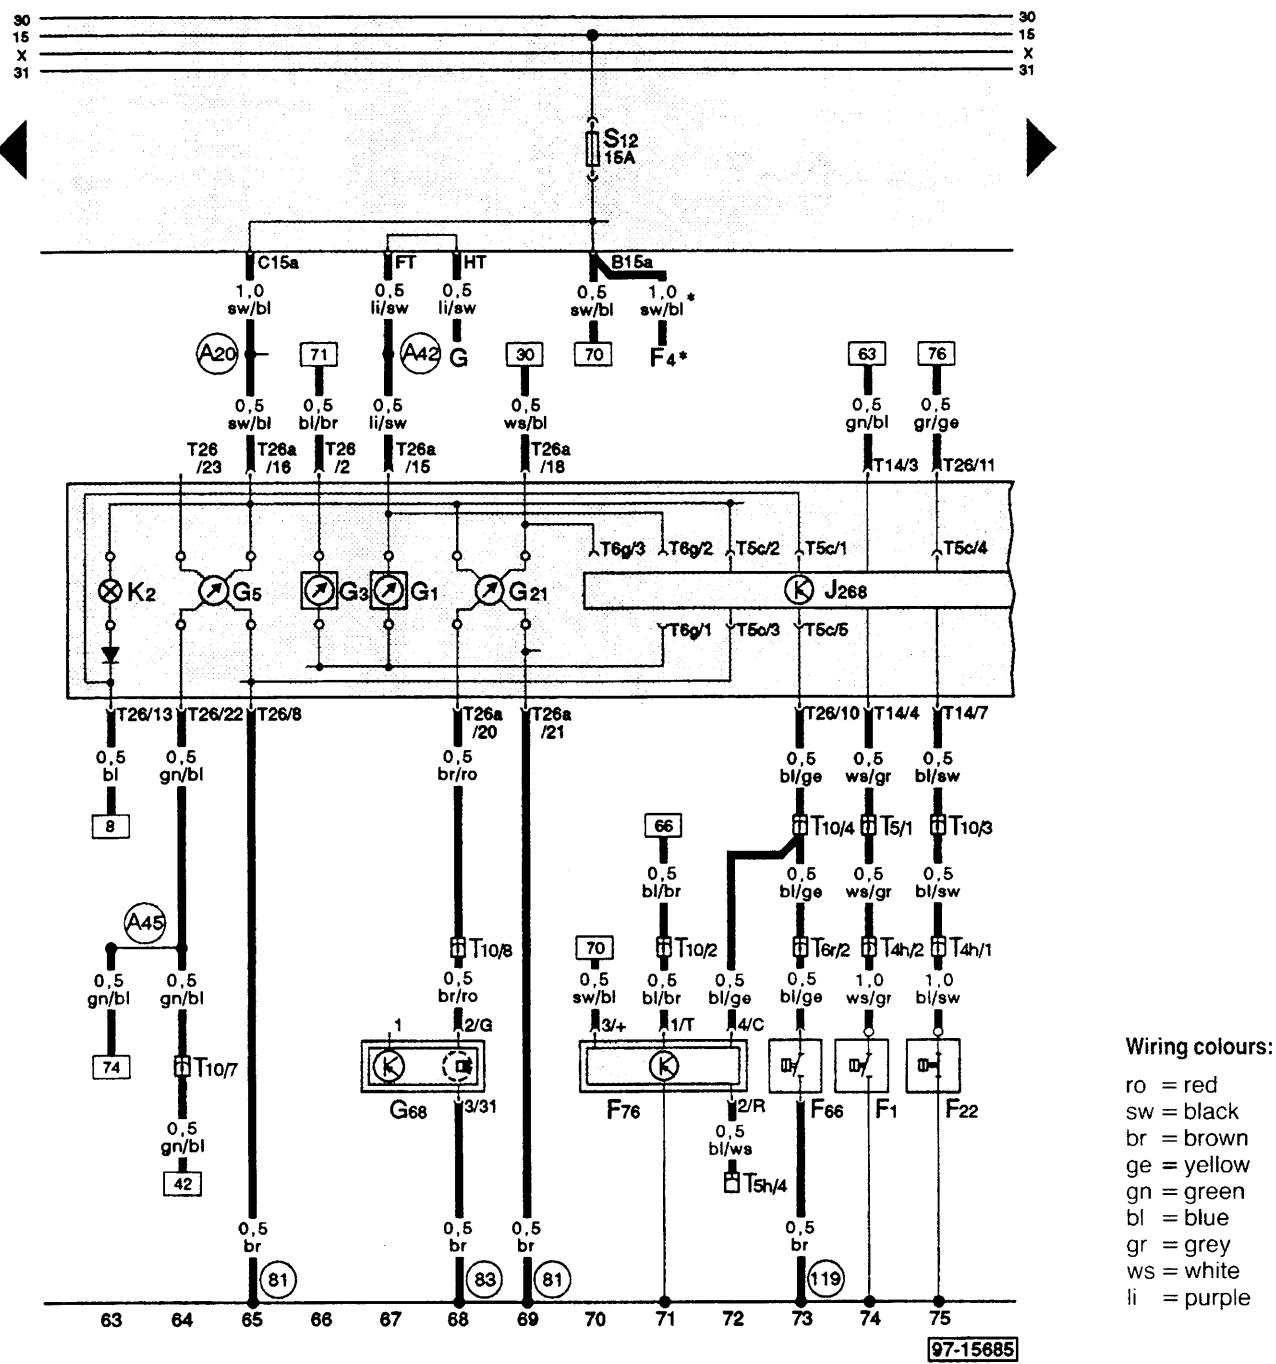 30 30
15 15
X X
31 31
S12
15A
C15a FT HT B15a
1,0 0,5 0,5 0,5 1,0 *
sw/bl li/sw li/sw sw/bl sw/bl
A20 71 A42 G 30 70 F4* 63 76
0,5 0,5 0,5 0,5 0,5 0,5
sw/bl bl/br li/sw ws/bl gn/bl gr/ge
T26 T26a T26 T26a T26a
/23 /16 /2 /15 /18 T14/3 T26/11
T6g/3 T6g/2 T5c/2 T5c/1 T5c/4
K2 G5 G3 G1 G21 J268
T6g/1 T5c/3 T5c/5
T26/13 T26/22 T26/8 T26a T26a T26/10 T14/4 T14/7
/20 /21
0,5 0,5 0,5 0,5 0,5 0,5
bl gn/bl br/ro bl/ge ws/gr bl/sw
8 66 T10/4 T5/1 T10/3
0,5 0,5 0,5 0,5
bl/br bl/ge ws/gr bl/sw
A45 T10/8 70 T10/2 T6r/2 T4h/2 T4h/1
0,5 0,5 0,5 0,5 0,5 0,5 0,5 1,0 1,0
gn/bl gn/bl br/ro sw/bl bl/br bl/ge bl/ge ws/gr bl/sw
1 2/G 3/+ 1/T 4/C
74 T10/7
G68 3/31 F76 2/R F66 F1 F22
0,5 0,5
gn/bl bl/ws
42 T5h/4
0,5 0,5 0,5 0,5
br br br br
81 83 81 119
63 64 65 66 67 68 69 70 71 72 73 74 75
97-15685
Wiring colours:
ro = red
sw = black
br = brown
ge = yellow
gn = green
bl = blue
gr = grey
ws = white
li = purple